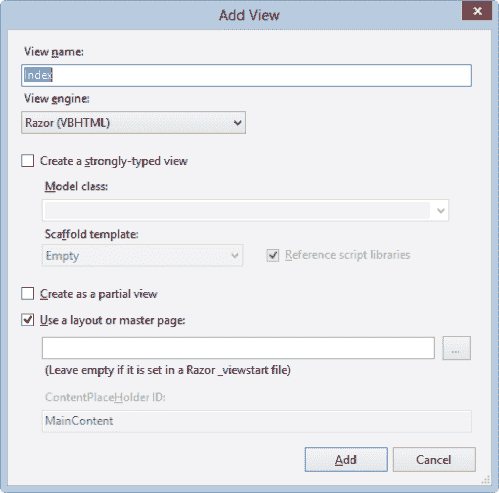 Add View
View name:
Index
View engine:
Razor (VBHTML)
Create a strongly-typed view
Model class:
Scaffold template:
Empty
Reference script libraries
Create as a partial view
Use a layout or master page:
...
(Leave empty if it is set in a Razor _viewstart file)
ContentPlaceHolder ID:
MainContent
Add Cancel